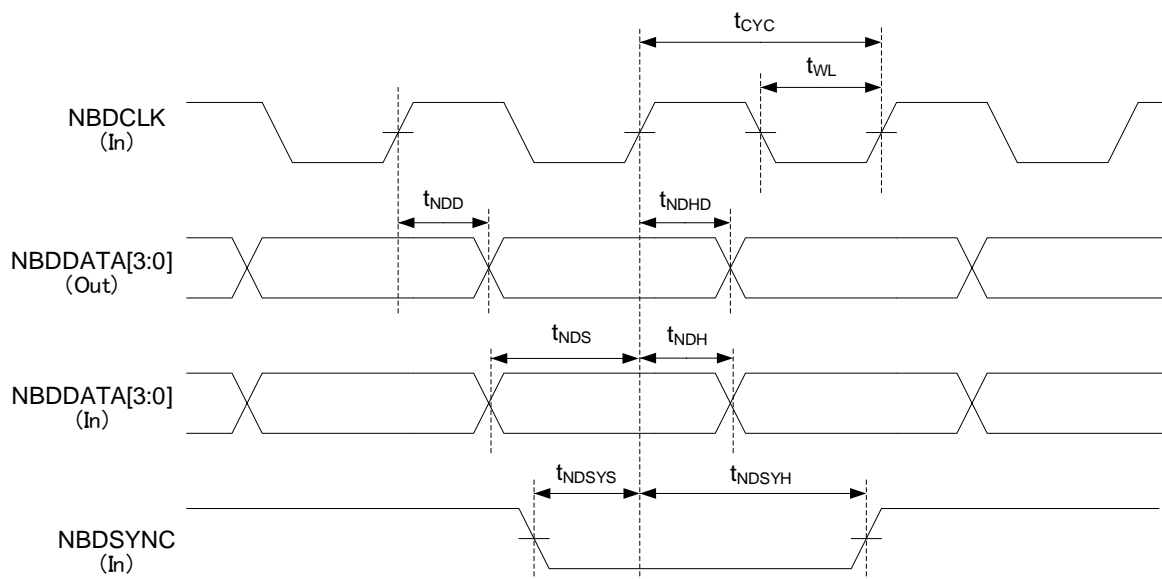 tCYC
tWL
NBDCLK
(In)
tNDD
tNDHD
NBDDATA[3:0]
(Out)
tNDS
tNDH
NBDDATA[3:0]
(In)
tNDSYS
tNDSYH
NBDSYNC
(In)